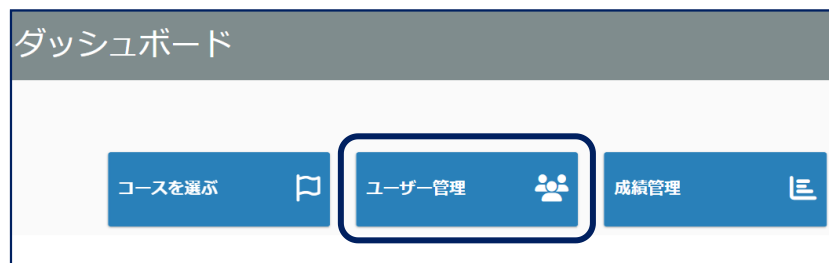 ダッシュボード
コースを選ぶ
ユーザー管理
成績管理